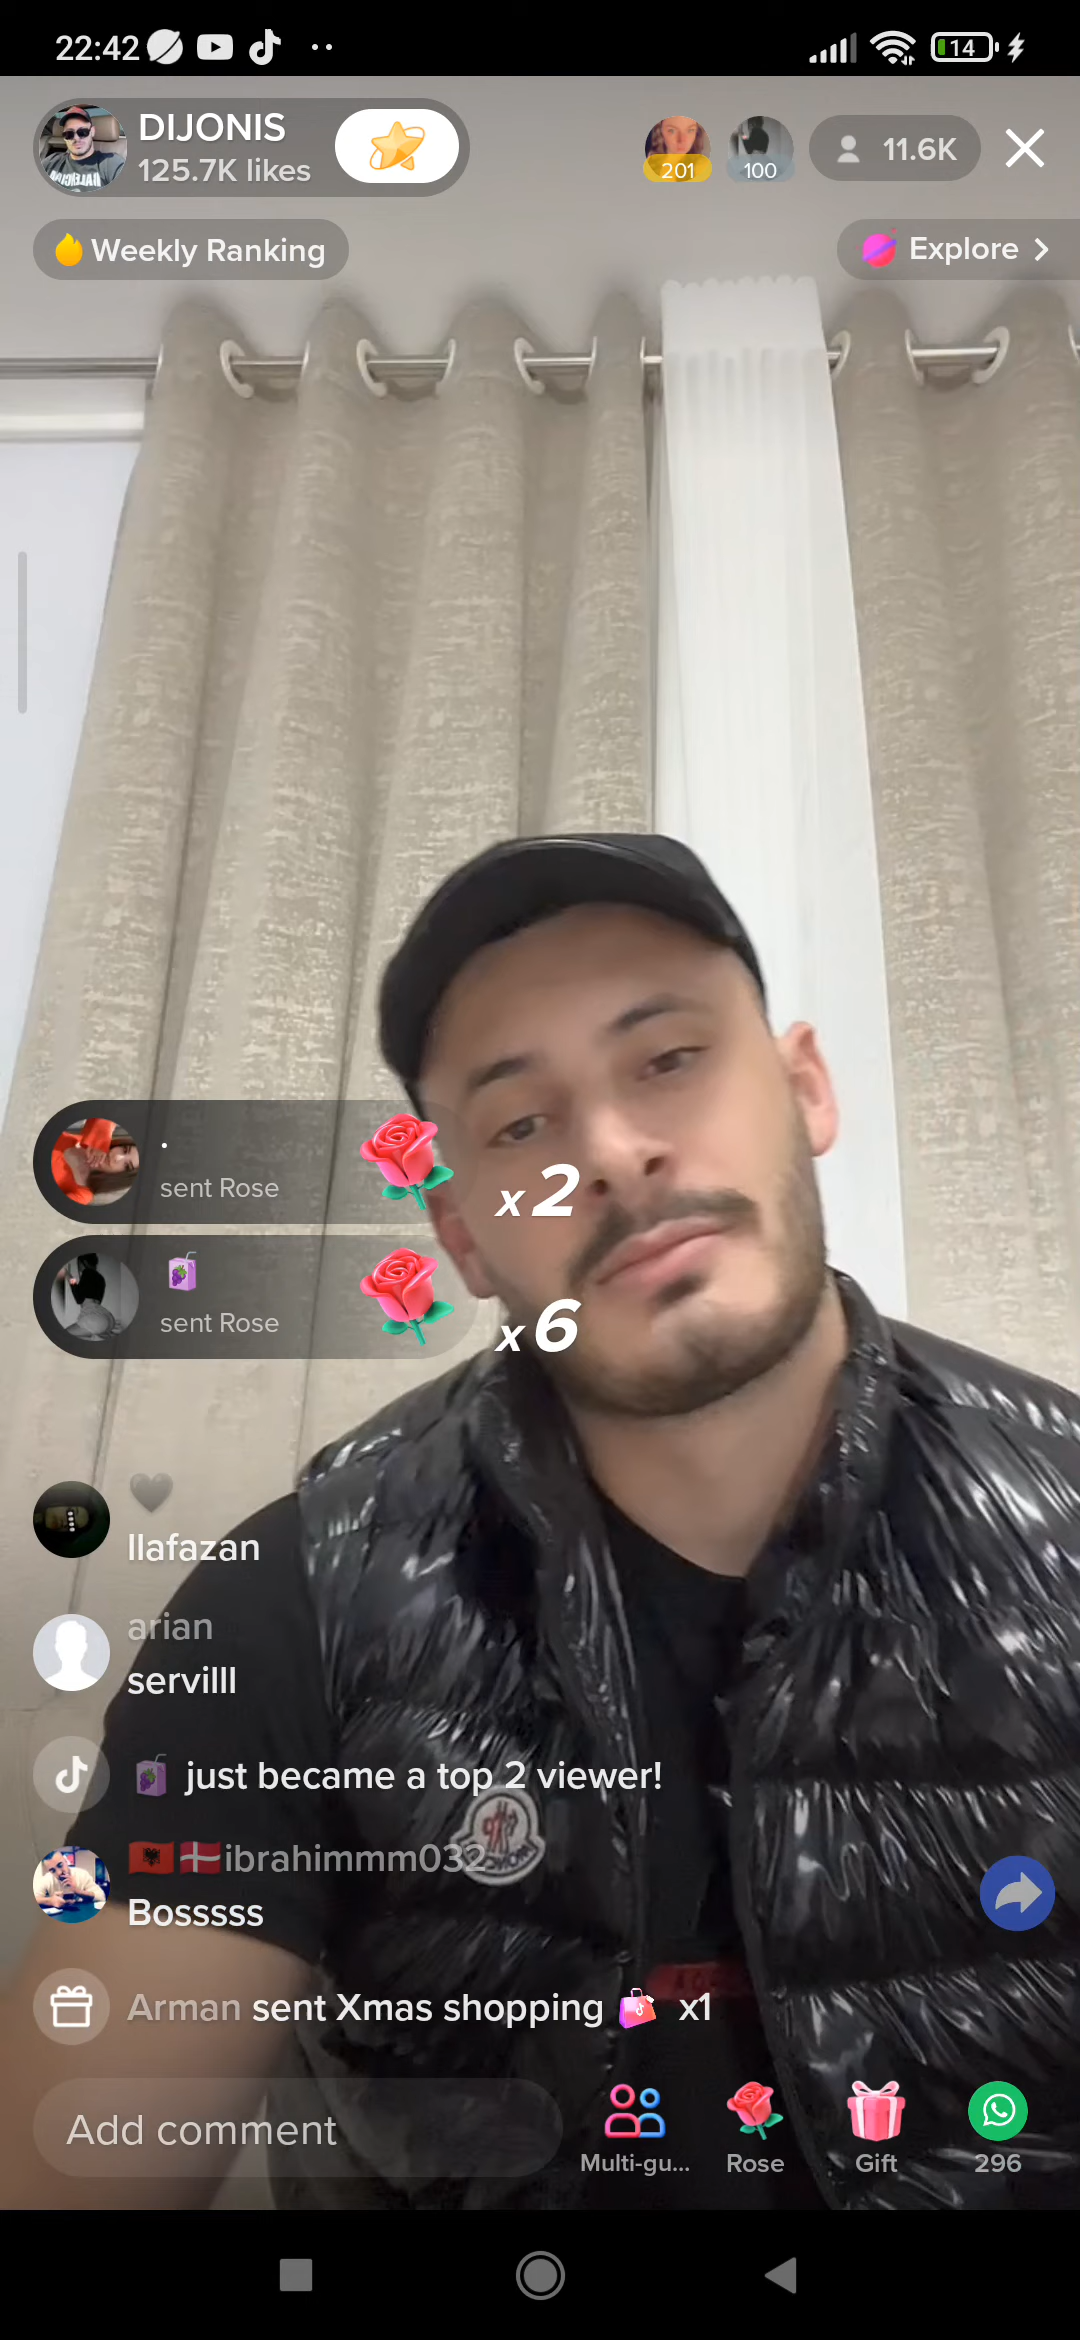 22:42
14
DIJONIS
125.7K likes
201
100
11.6K
Weekly Ranking
Explore
.
sent Rose
x2
sent Rose
x6
llafazan
arian
servilll
just became a top 2 viewer!
ibrahimmm032
Bosssss
Arman sent Xmas shopping x1
Add comment
Multi-gu...
Rose
Gift
296